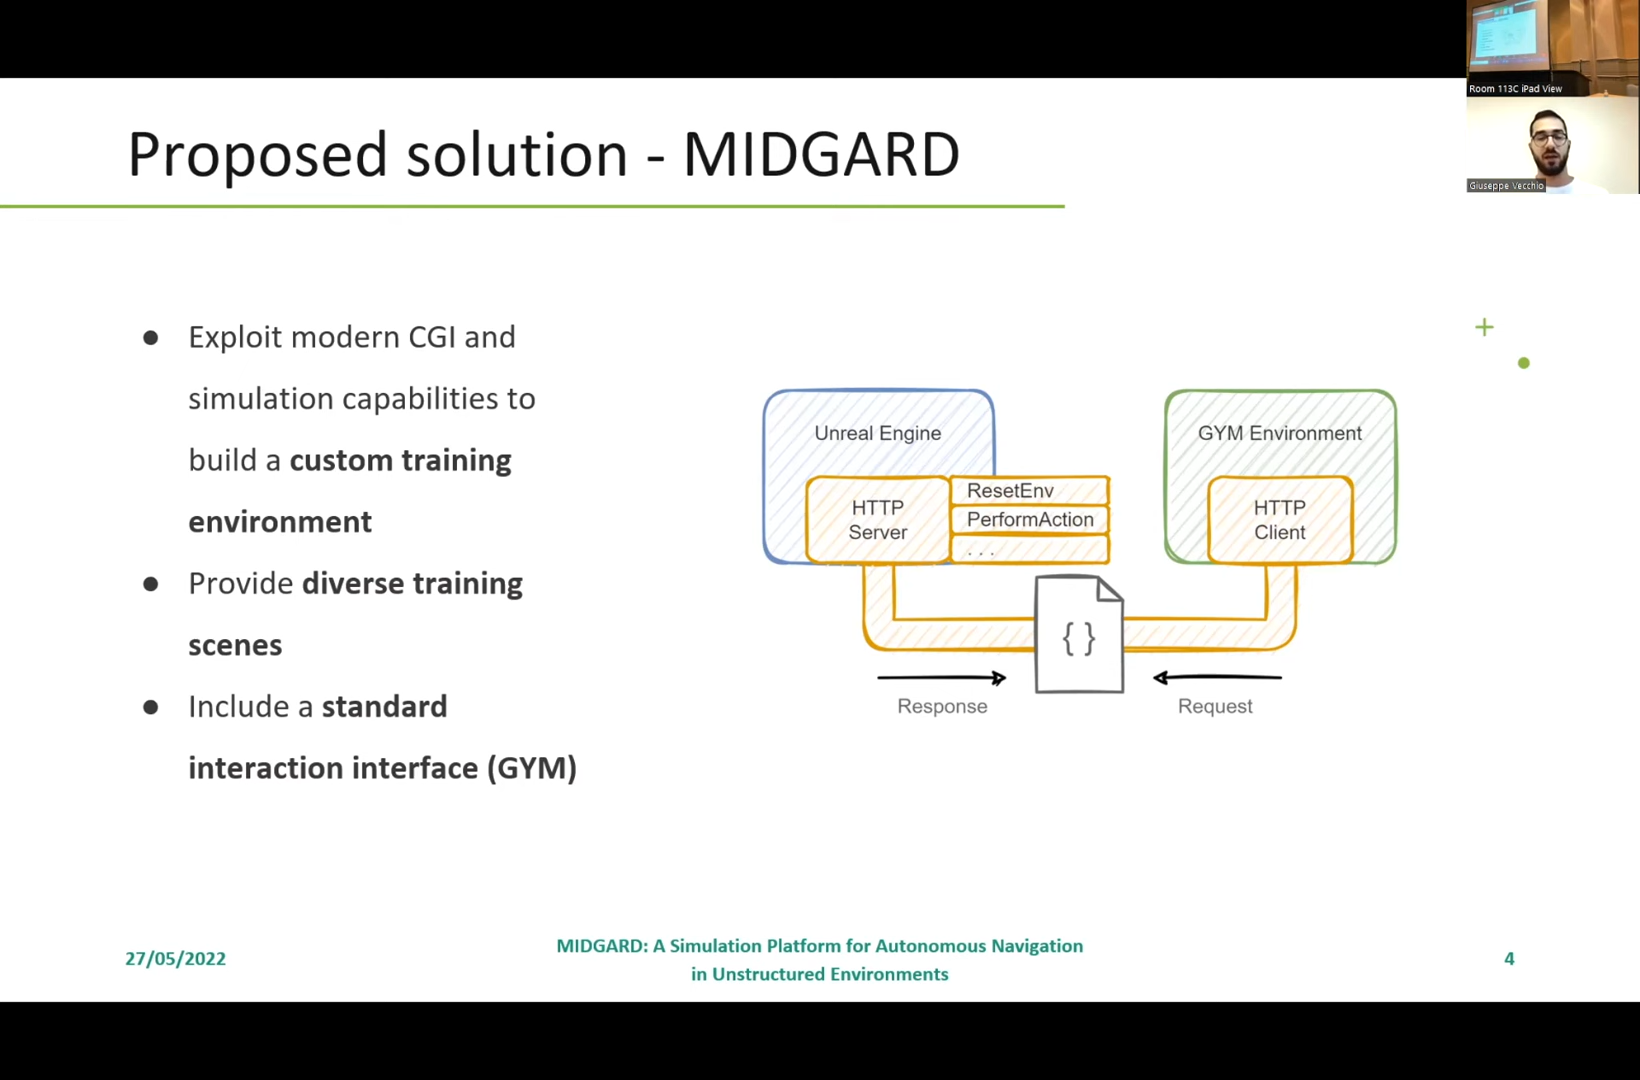 Room 113C iPad View
Giuseppe Vecchio
Proposed solution - MIDGARD
● Exploit modern CGI and
simulation capabilities to
build a custom training
environment
● Provide diverse training
scenes
● Include a standard
interaction interface (GYM)
Unreal Engine
HTTP
Server
ResetEnv
PerformAction
. . .
GYM Environment
HTTP
Client
{ }
Response
Request
27/05/2022
MIDGARD: A Simulation Platform for Autonomous Navigation
in Unstructured Environments
4